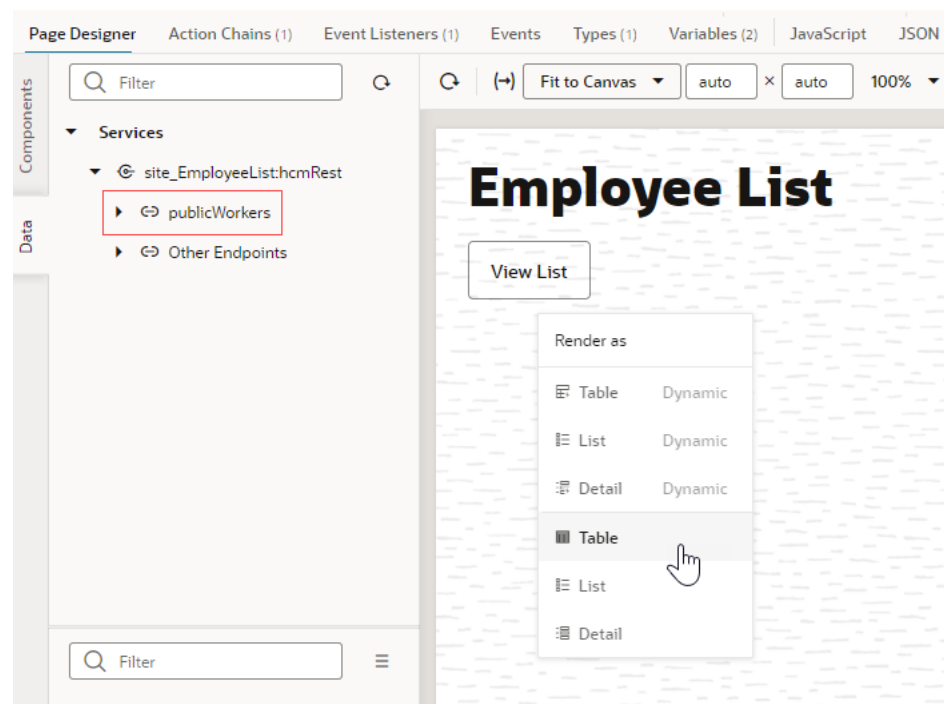 Page Designer Action Chains (1) Event Listeners (1) Events Types (1) Variables (2) JavaScript JSON
Components
Data
Filter
Services
site_EmployeeList:hcmRest
publicWorkers
Other Endpoints
Filter
Fit to Canvas auto × auto 100%
Employee List
View List
Render as
Table Dynamic
List Dynamic
Detail Dynamic
Table
List
Detail